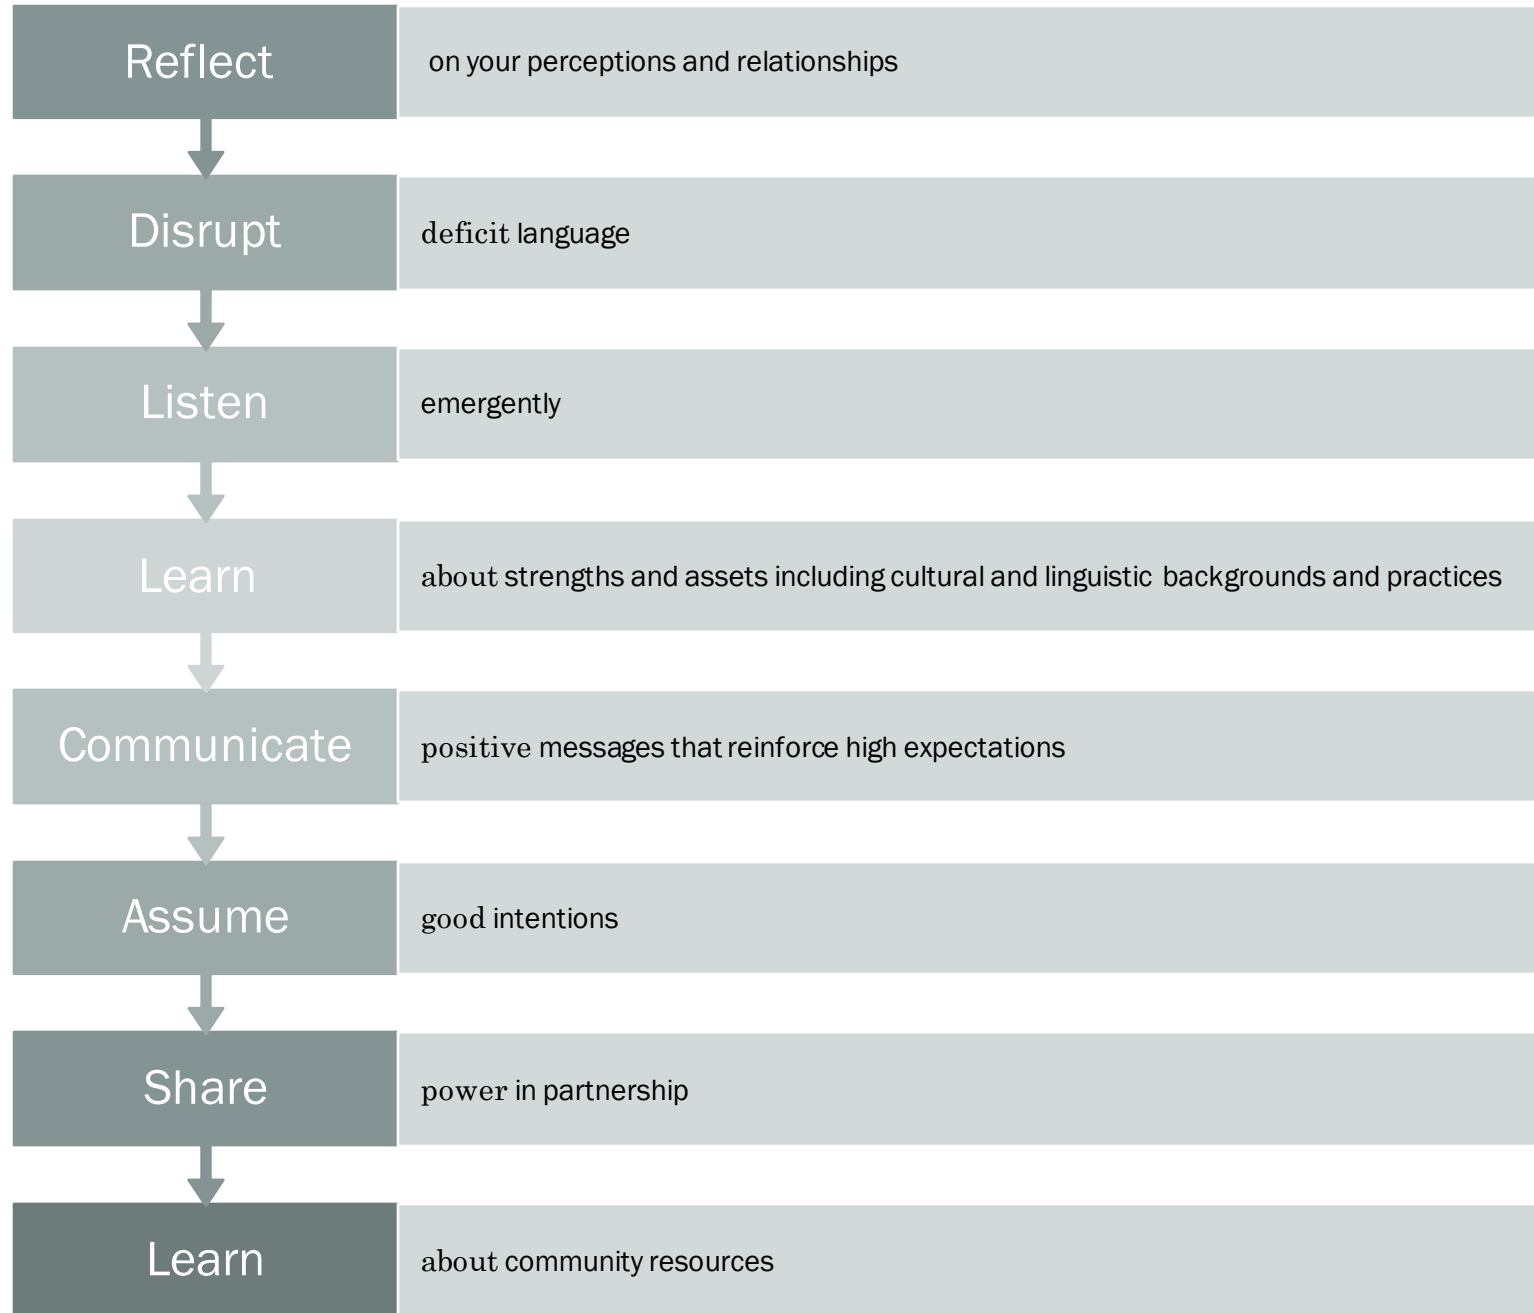 Reflect
on your perceptions and relationships
Disrupt
deficit language
Listen
emergently
Learn
about strengths and assets including cultural and linguistic backgrounds and practices
Communicate
positive messages that reinforce high expectations
Assume
good intentions
Share
power in partnership
Learn
about community resources